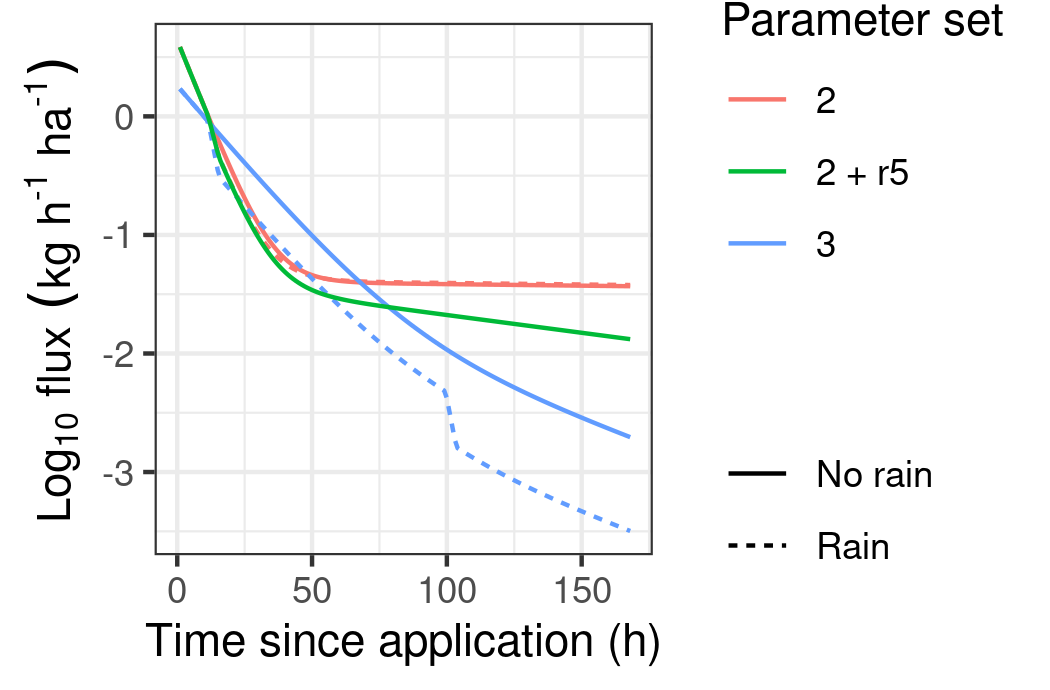 Parameter set
2
2 + r5
3
No rain
Rain
Log₁₀ flux (kg h⁻¹ ha⁻¹)
0
-1
-2
-3
0 50 100 150
Time since application (h)